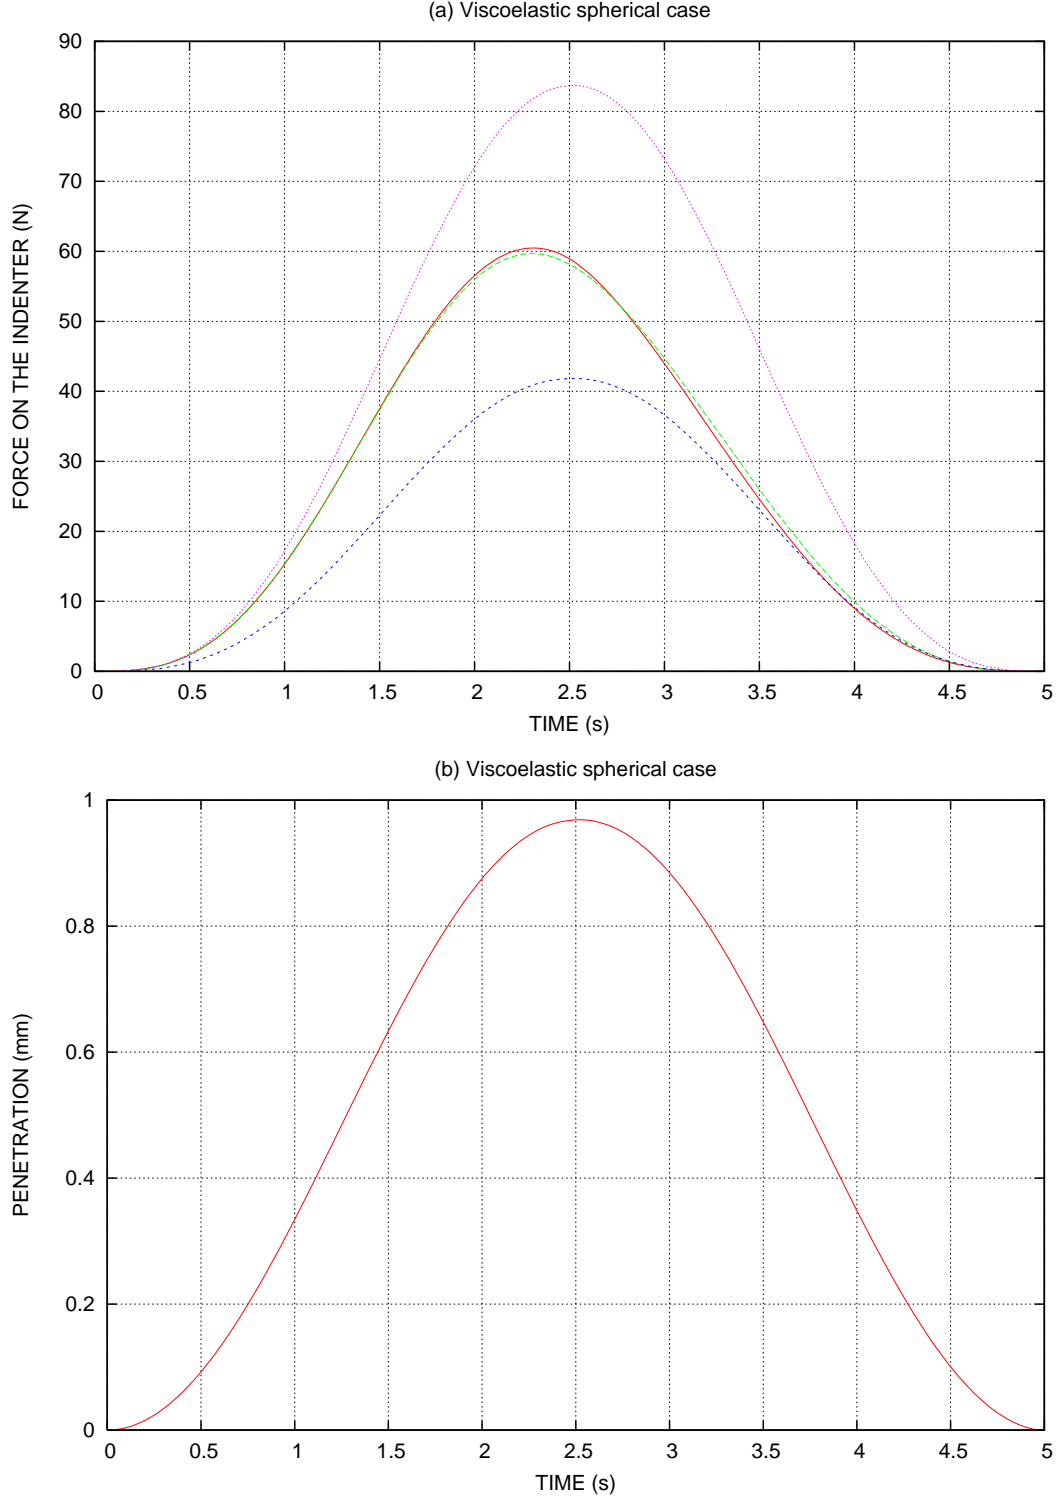 (a) Viscoelastic spherical case
90
80
70
60
50
40
30
20
10
0
FORCE ON THE INDENTER (N)
0 0.5 1 1.5 2 2.5 3 3.5 4 4.5 5
TIME (s)
(b) Viscoelastic spherical case
1
0.8
0.6
0.4
0.2
0
PENETRATION (mm)
0 0.5 1 1.5 2 2.5 3 3.5 4 4.5 5
TIME (s)